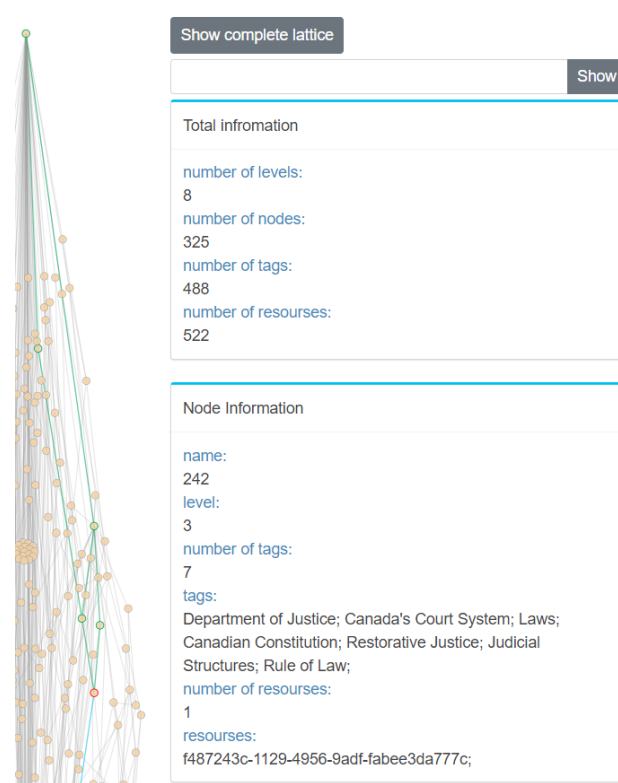 Show complete lattice
Show
Total infromation
number of levels:
8
number of nodes:
325
number of tags:
488
number of resourses:
522
Node Information
name:
242
level:
3
number of tags:
7
tags:
Department of Justice; Canada's Court System; Laws;
Canadian Constitution; Restorative Justice; Judicial
Structures; Rule of Law;
number of resourses:
1
resourses:
f487243c-1129-4956-9adf-fabee3da777c;